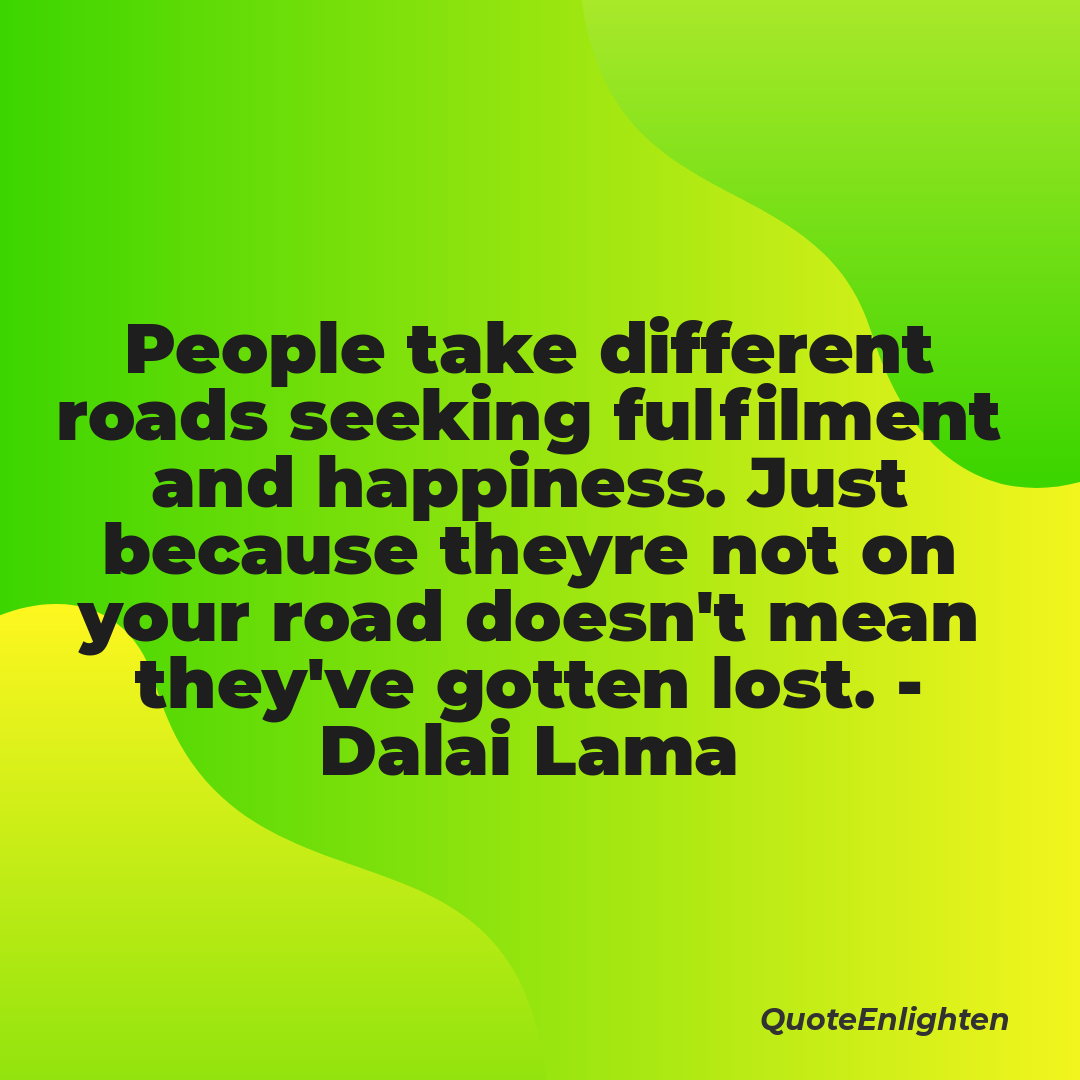 People take different
roads seeking fulfilment
and happiness. Just
because theyre not on
your road doesn't mean
they've gotten lost. -
Dalai Lama
QuoteEnlighten